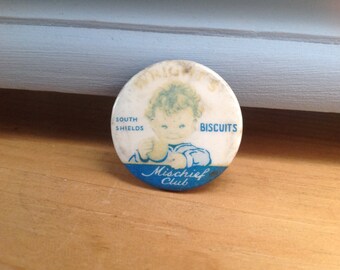 WRIGHT'S
SOUTH
SHIELDS
BISCUITS
Mischief
Club